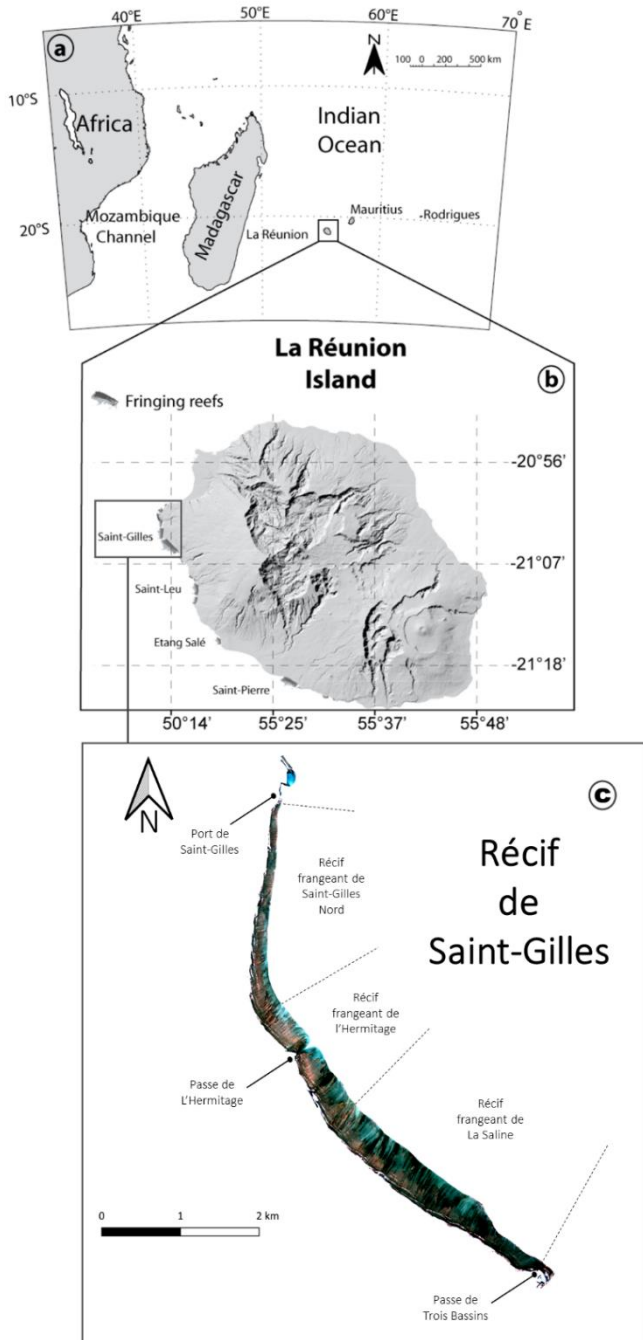 40°E
50°E
60°E
70°E
a
N
100 0 200 500 km
10°S
Africa
Indian
Ocean
Madagascar
Mozambique
Channel
Mauritius
Rodrigues
20°S
La Réunion
La Réunion
Island
b
Fringing reefs
-20°56'
Saint-Gilles
-21°07'
Saint-Leu
Etang Salé
-21°18'
Saint-Pierre
50°14'
55°25'
55°37'
55°48'
c
N
Port de
Saint-Gilles
Récif
de
Saint-Gilles
Récif
frangeant de
Saint-Gilles
Nord
Récif
frangeant de
l'Hermitage
Passe de
L'Hermitage
Récif
frangeant de
La Saline
0 1 2 km
Passe de
Trois Bassins